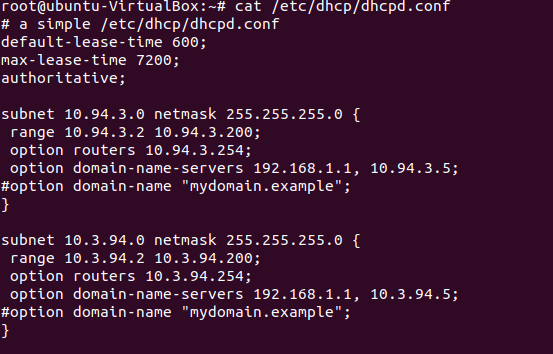 root@ubuntu-VirtualBox:~# cat /etc/dhcp/dhcpd.conf
# a simple /etc/dhcp/dhcpd.conf
default-lease-time 600;
max-lease-time 7200;
authoritative;

subnet 10.94.3.0 netmask 255.255.255.0 {
 range 10.94.3.2 10.94.3.200;
 option routers 10.94.3.254;
 option domain-name-servers 192.168.1.1, 10.94.3.5;
#option domain-name "mydomain.example";
}

subnet 10.3.94.0 netmask 255.255.255.0 {
 range 10.3.94.2 10.3.94.200;
 option routers 10.3.94.254;
 option domain-name-servers 192.168.1.1, 10.3.94.5;
#option domain-name "mydomain.example";
}